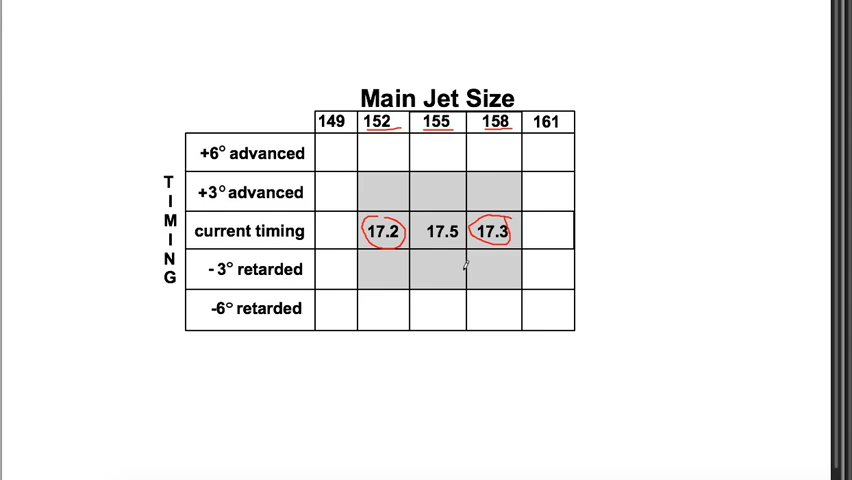 Main Jet Size
149 152 155 158 161
+6° advanced
+3° advanced
current timing 17.2 17.5 17.3
- 3° retarded
-6° retarded
TIMING